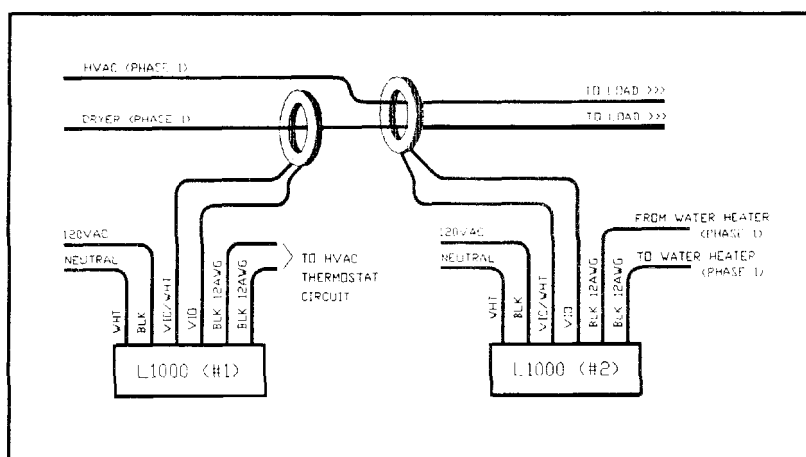 HVAC (PHASE 1)
TO LOAD >>>
DRYER (PHASE 1)
TO LOAD >>>
120VAC
NEUTRAL
WHT
BLK
VIO/WHT
VIO
BLK 12AWG
BLK 12AWG
TO HVAC
THERMOSTAT
CIRCUIT
L1000 (#1)
120VAC
NEUTRAL
WHT
BLK
VIO/WHT
VIO
BLK 12AWG
BLK 12AWG
FROM WATER HEATER
(PHASE 1)
TO WATER HEATER
(PHASE 1)
L1000 (#2)